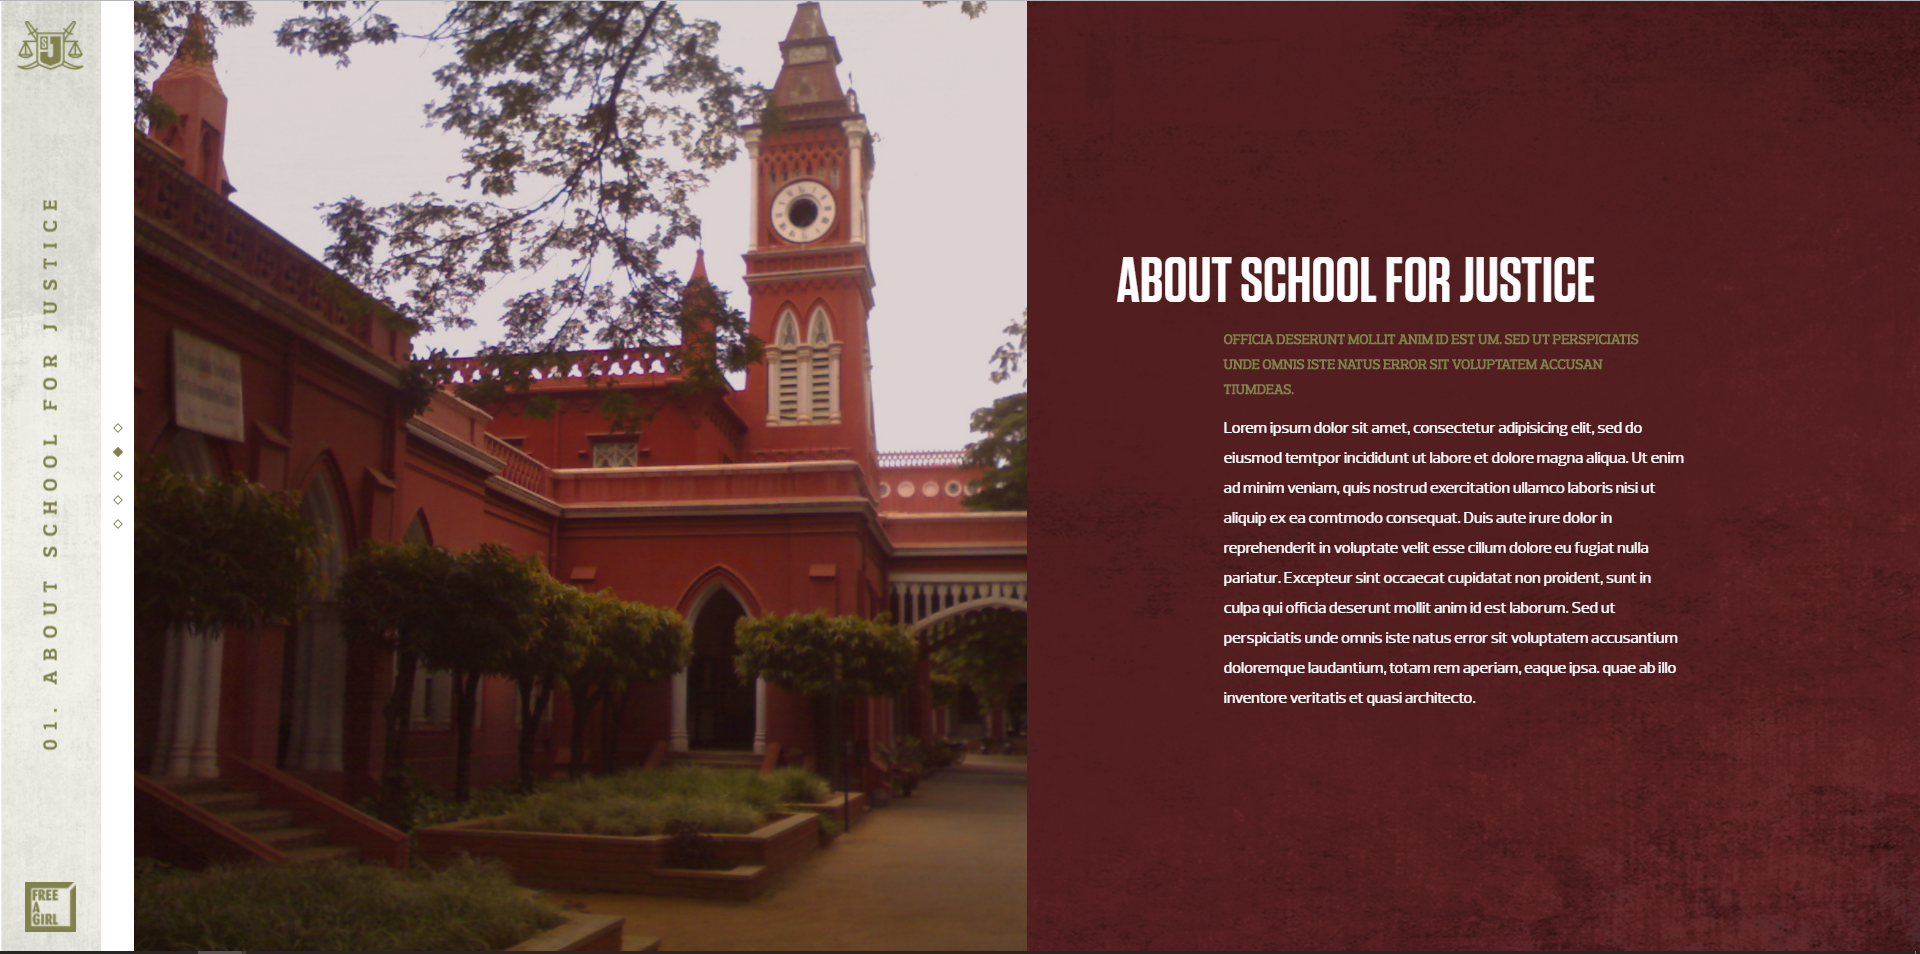 SJ
01. ABOUT SCHOOL FOR JUSTICE
FREE
A
GIRL
ABOUT SCHOOL FOR JUSTICE
OFFICIA DESERUNT MOLLIT ANIM ID EST UM. SED UT PERSPICIATIS
UNDE OMNIS ISTE NATUS ERROR SIT VOLUPTATEM ACCUSAN
TIUMDEAS.
Lorem ipsum dolor sit amet, consectetur adipisicing elit, sed do
eiusmod temtpor incididunt ut labore et dolore magna aliqua. Ut enim
ad minim veniam, quis nostrud exercitation ullamco laboris nisi ut
aliquip ex ea comtmodo consequat. Duis aute irure dolor in
reprehenderit in voluptate velit esse cillum dolore eu fugiat nulla
pariatur. Excepteur sint occaecat cupidatat non proident, sunt in
culpa qui officia deserunt mollit anim id est laborum. Sed ut
perspiciatis unde omnis iste natus error sit voluptatem accusantium
doloremque laudantium, totam rem aperiam, eaque ipsa. quae ab illo
inventore veritatis et quasi architecto.